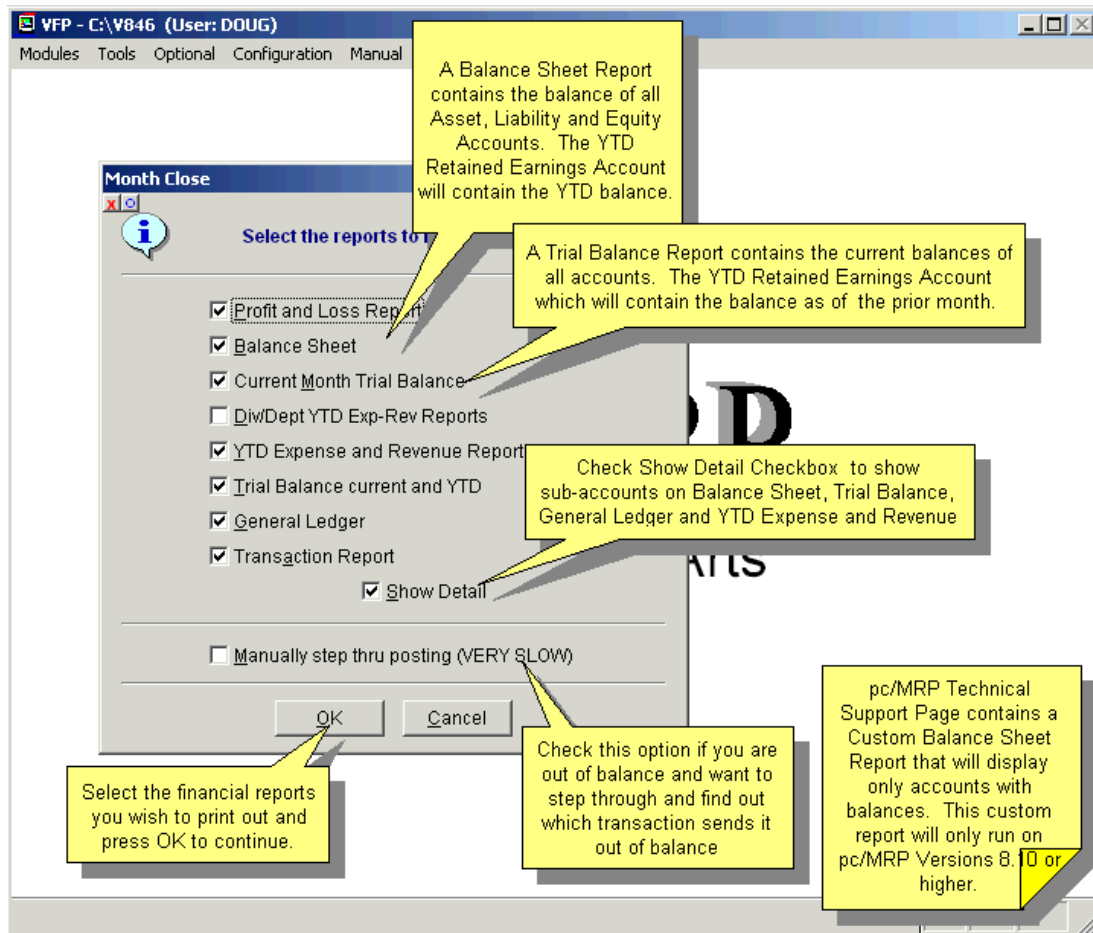 VFP - C:\V846 (User: DOUG)
Modules Tools Optional Configuration Manual
A Balance Sheet Report
contains the balance of all
Asset, Liability and Equity
Accounts. The YTD
Retained Earnings Account
will contain the YTD balance.
Month Close
Select the reports to
A Trial Balance Report contains the current balances of
all accounts. The YTD Retained Earnings Account
which will contain the balance as of the prior month.
Profit and Loss Report
Balance Sheet
Current Month Trial Balance
Div/Dept YTD Exp-Rev Reports
YTD Expense and Revenue Report
Trial Balance current and YTD
General Ledger
Transaction Report
Show Detail
Check Show Detail Checkbox to show
sub-accounts on Balance Sheet, Trial Balance,
General Ledger and YTD Expense and Revenue
Arts
Manually step thru posting (VERY SLOW)
OK Cancel
Select the financial reports
you wish to print out and
press OK to continue.
Check this option if you are
out of balance and want to
step through and find out
which transaction sends it
out of balance
pc/MRP Technical
Support Page contains a
Custom Balance Sheet
Report that will display
only accounts with
balances. This custom
report will only run on
pc/MRP Versions 8.10 or
higher.